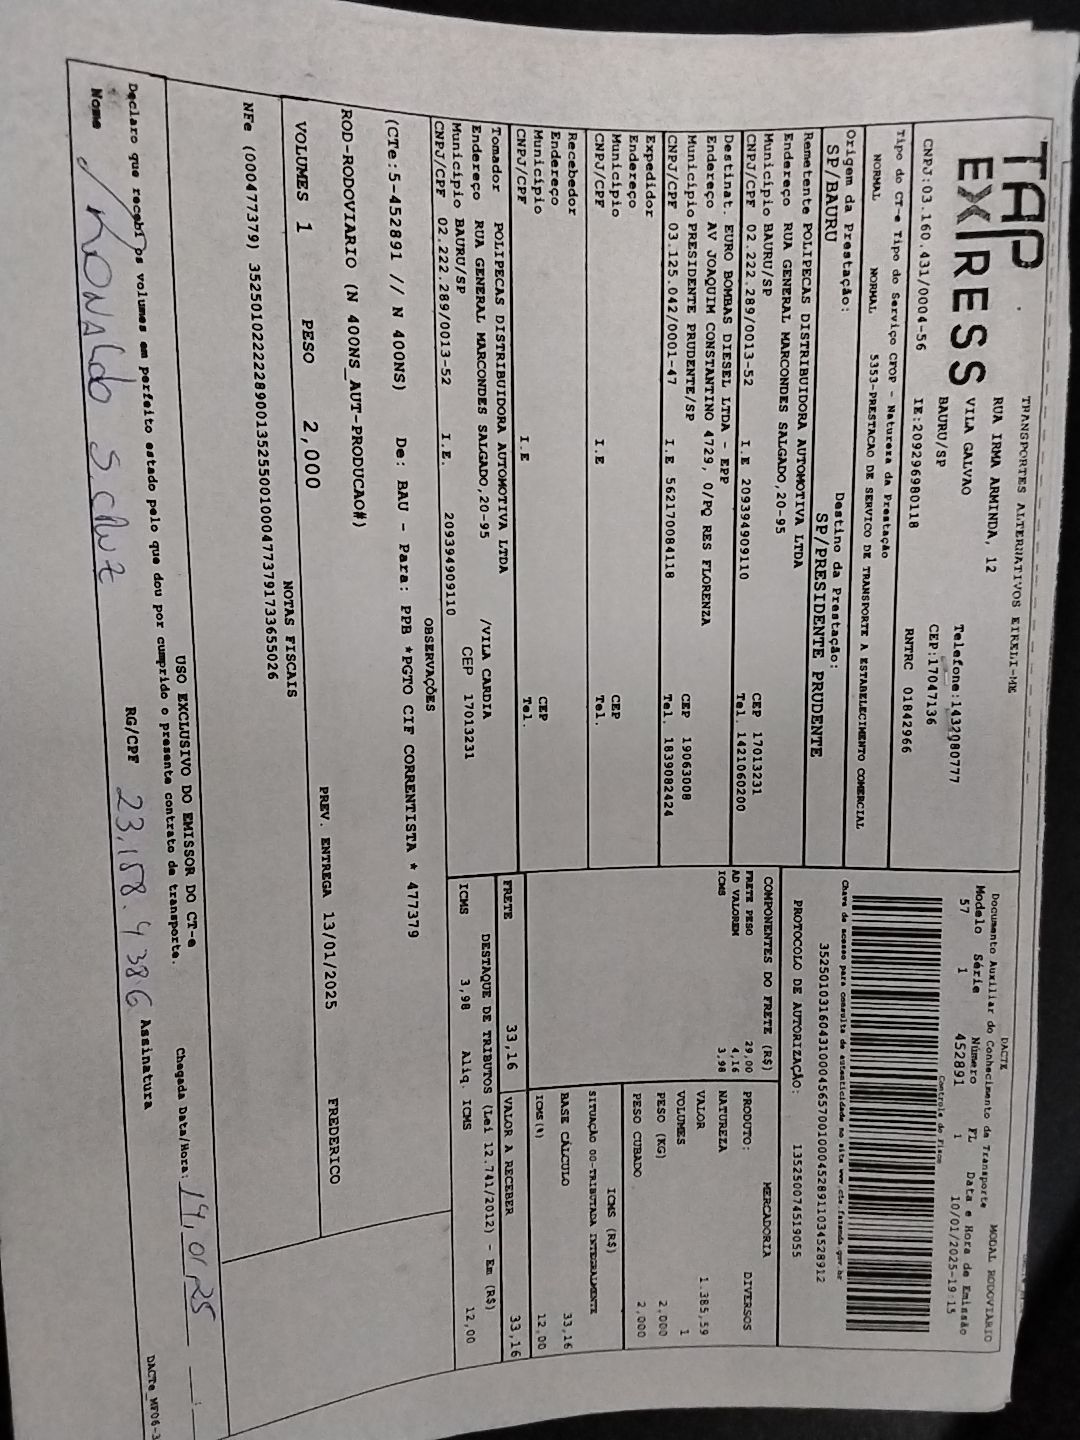 TAP EXPRESS
TRANSPORTES ALTERNATIVOS EIRELI-ME
RUA IRMA ARMINDA, 12
VILA GALVAO Telefone:1432080777
BAURU/SP CEP:17047136
CNPJ:03.160.431/0004-56 IE:209296980118 RNTRC 01842966
DACTE MODAL RODOVIÁRIO
Documento Auxiliar do Conhecimento de Transporte
Modelo Série Número FL Data e Hora de Emissão
57 1 452891 1 10/01/2025-19:15
Controle do Fisco
Chave de acesso para consulta de autenticidade no site www.cte.fazenda.gov.br
35250103160431000456570010004528911034528912
PROTOCOLO DE AUTORIZAÇÃO: 135250074519055
Tipo do CT-e Tipo do Serviço CFOP - Natureza da Prestação
NORMAL NORMAL 5353-PRESTACAO DE SERVICO DE TRANSPORTE A ESTABELECIMENTO COMERCIAL
Origem da Prestação: Destino da Prestação:
SP/BAURU SP/PRESIDENTE PRUDENTE
Remetente POLIPECAS DISTRIBUIDORA AUTOMOTIVA LTDA
Endereço RUA GENERAL MARCONDES SALGADO,20-95
Município BAURU/SP CEP 17013231
CNPJ/CPF 02.222.289/0013-52 I.E 209394909110 Tel. 1421060200
Destinat. EURO BOMBAS DIESEL LTDA - EPP
Endereço AV JOAQUIM CONSTANTINO 4729, 0/PQ RES FLORENZA
Município PRESIDENTE PRUDENTE/SP CEP 19063008
CNPJ/CPF 03.125.042/0001-47 I.E 562170084118 Tel. 1839082424
Expedidor
Endereço
Município CEP
CNPJ/CPF I.E Tel.
Recebedor
Endereço
Município CEP
CNPJ/CPF I.E Tel.
Tomador POLIPECAS DISTRIBUIDORA AUTOMOTIVA LTDA
Endereço RUA GENERAL MARCONDES SALGADO,20-95 /VILA CARDIA
Município BAURU/SP CEP 17013231
CNPJ/CPF 02.222.289/0013-52 I.E. 209394909110
COMPONENTES DO FRETE (R$)
FRETE PESO 29,00
AD VALOREM 4,16
ICMS 3,98
MERCADORIA
PRODUTO: DIVERSOS
NATUREZA
VALOR 1.385,59
VOLUMES 1
PESO (KG) 2,000
PESO CUBADO 2,000
ICMS (R$)
SITUAÇÃO 00-TRIBUTADA INTEGRALMENTE
BASE CÁLCULO 33,16
ICMS(%) 12,00
FRETE 33,16 VALOR A RECEBER 33,16
DESTAQUE DE TRIBUTOS (Lei 12.741/2012) - Em (R$)
ICMS 3,98 Aliq. ICMS 12,00
OBSERVAÇÕES
(CTe:5-452891 // N 400NS) De: BAU - Para: PPB *PGTO CIF CORRENTISTA * 477379
ROD-RODOVIARIO (N 400NS_AUT-PRODUCAO#)
FREDERICO
VOLUMES 1 PESO 2,000 PREV. ENTREGA 13/01/2025
NOTAS FISCAIS
NFe (000477379) 35250102222289001352550010004773791733655026
USO EXCLUSIVO DO EMISSOR DO CT-e
Declaro que recebi os volumes em perfeito estado pelo que dou por cumprido o presente contrato de transporte.
Chegada Data/Hora: 14,01,25
Nome RONALDO S. CRUZ RG/CPF 23.158.4386 Assinatura
DACTe_MF06-3